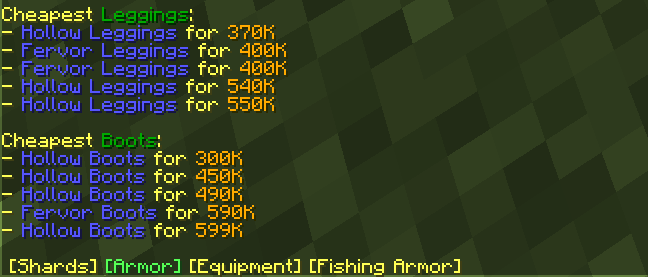 Cheapest Leggings:
- Hollow Leggings for 370K
- Fervor Leggings for 400K
- Fervor Leggings for 400K
- Hollow Leggings for 540K
- Hollow Leggings for 550K
Cheapest Boots:
- Hollow Boots for 300K
- Hollow Boots for 450K
- Hollow Boots for 490K
- Fervor Boots for 590K
- Hollow Boots for 599K
[Shards] [Armor] [Equipment] [Fishing Armor]